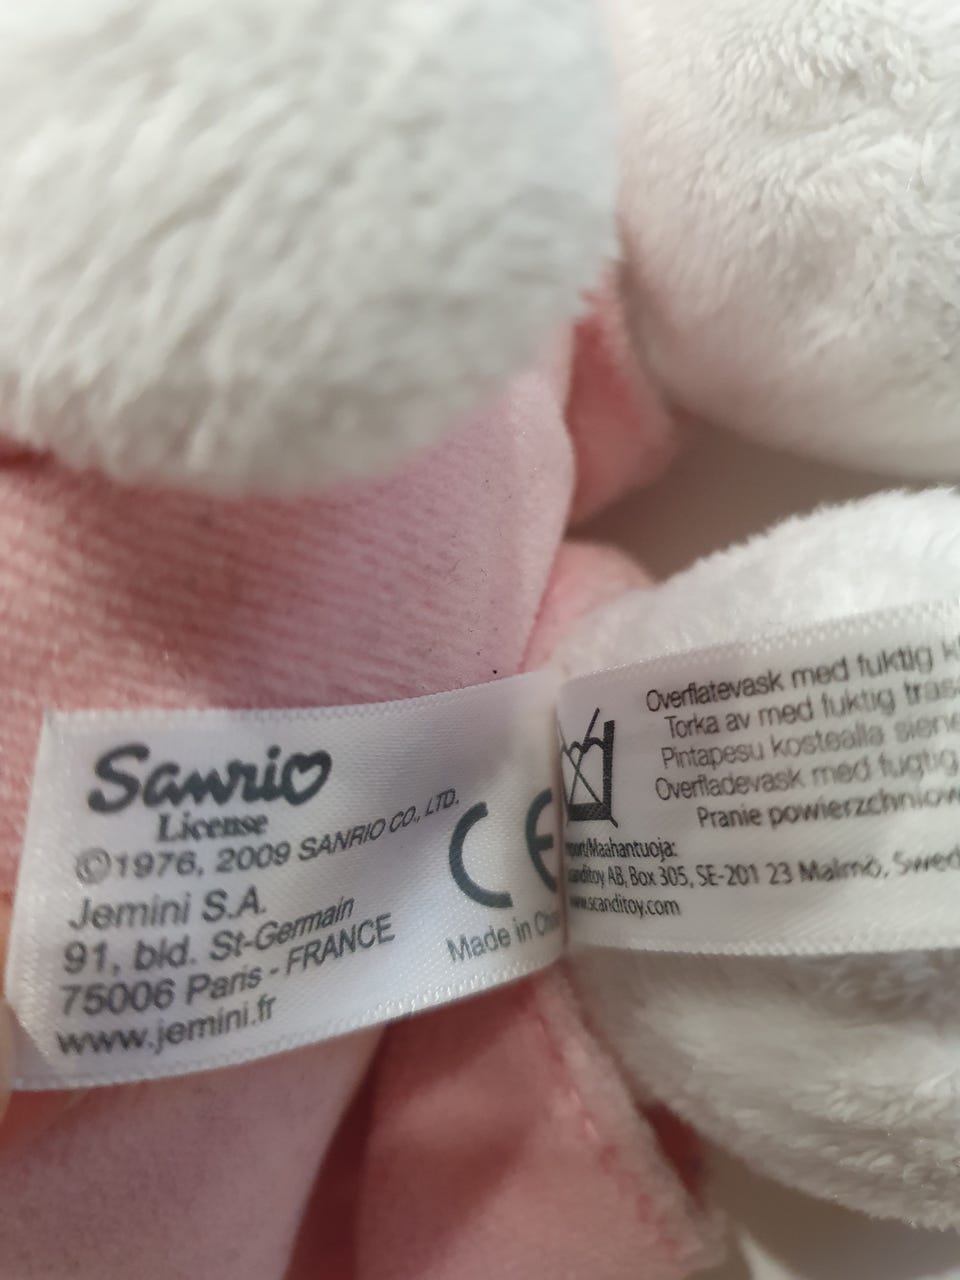 Sanrio
License
©1976, 2009 SANRIO CO., LTD.
Jemini S.A.
91, bld. St-Germain
75006 Paris - FRANCE
www.jemini.fr
CE
Made in
Overflatevask med fuktig
Torka av med fuktig
Pintapesu kostealla
Overfladevask med fugtig
Pranie
AB, Box 305, SE-201 23 Malmö,
www.scanditoy.com